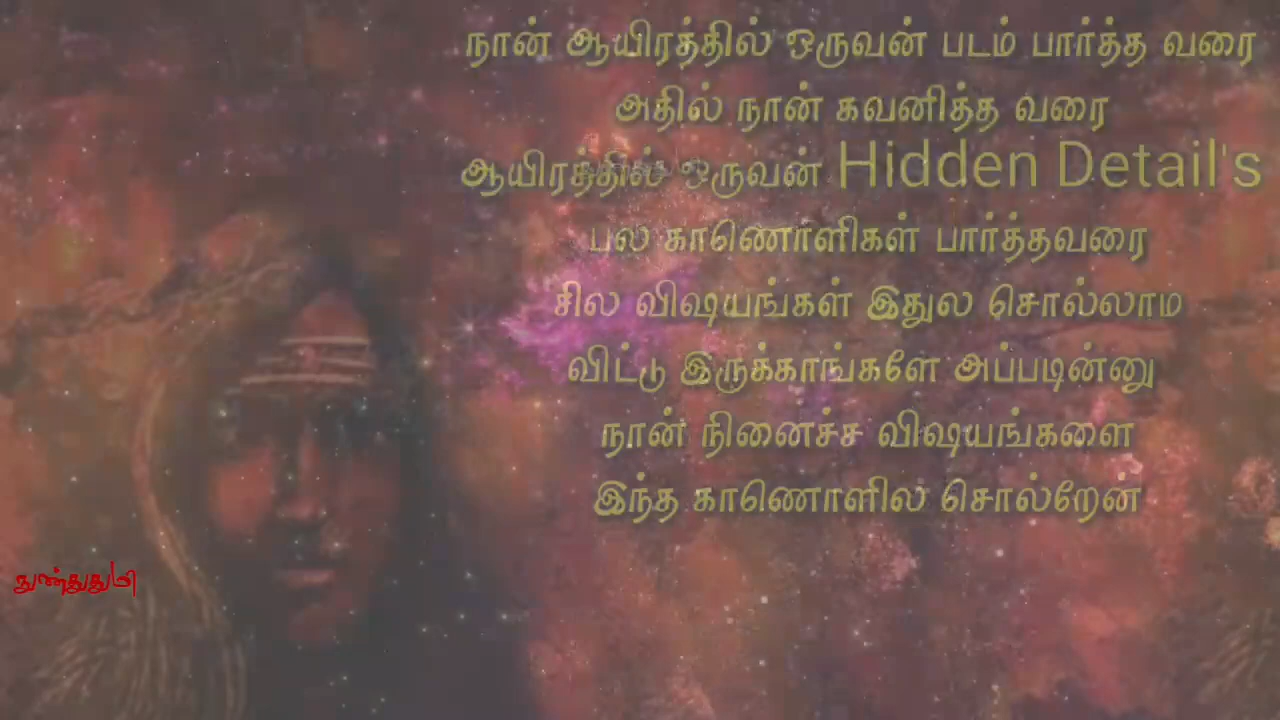 நான் ஆயிரத்தில் ஒருவன் படம் பார்த்த வரை
அதில் நான் கவனித்த வரை
ஆயிரத்தில் ஒருவன் Hidden Detail's
பல காணொளிகள் பார்த்தவரை
சில விஷயங்கள் இதுல சொல்லாம
விட்டு இருக்காங்களே அப்படின்னு
நான் நினைச்ச விஷயங்களை
இந்த காணொளில சொல்றேன்
துண்துதுமி